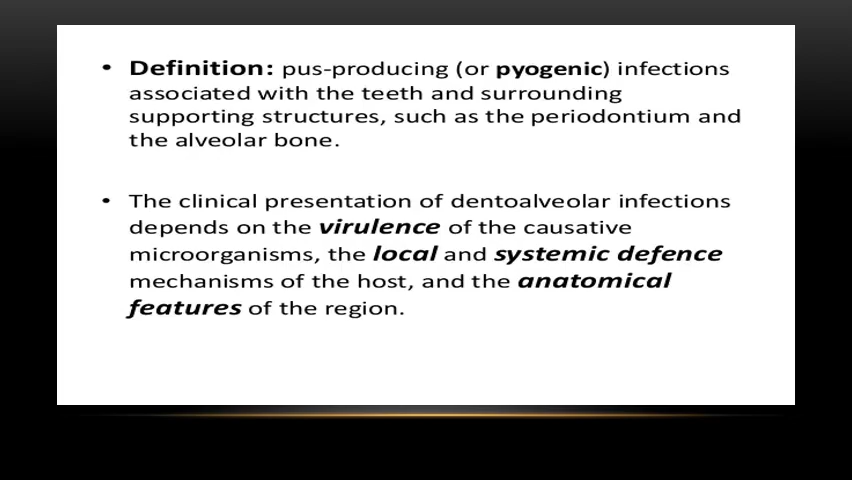 • Definition: pus-producing (or pyogenic) infections
associated with the teeth and surrounding
supporting structures, such as the periodontium and
the alveolar bone.
• The clinical presentation of dentoalveolar infections
depends on the virulence of the causative
microorganisms, the local and systemic defence
mechanisms of the host, and the anatomical
features of the region.